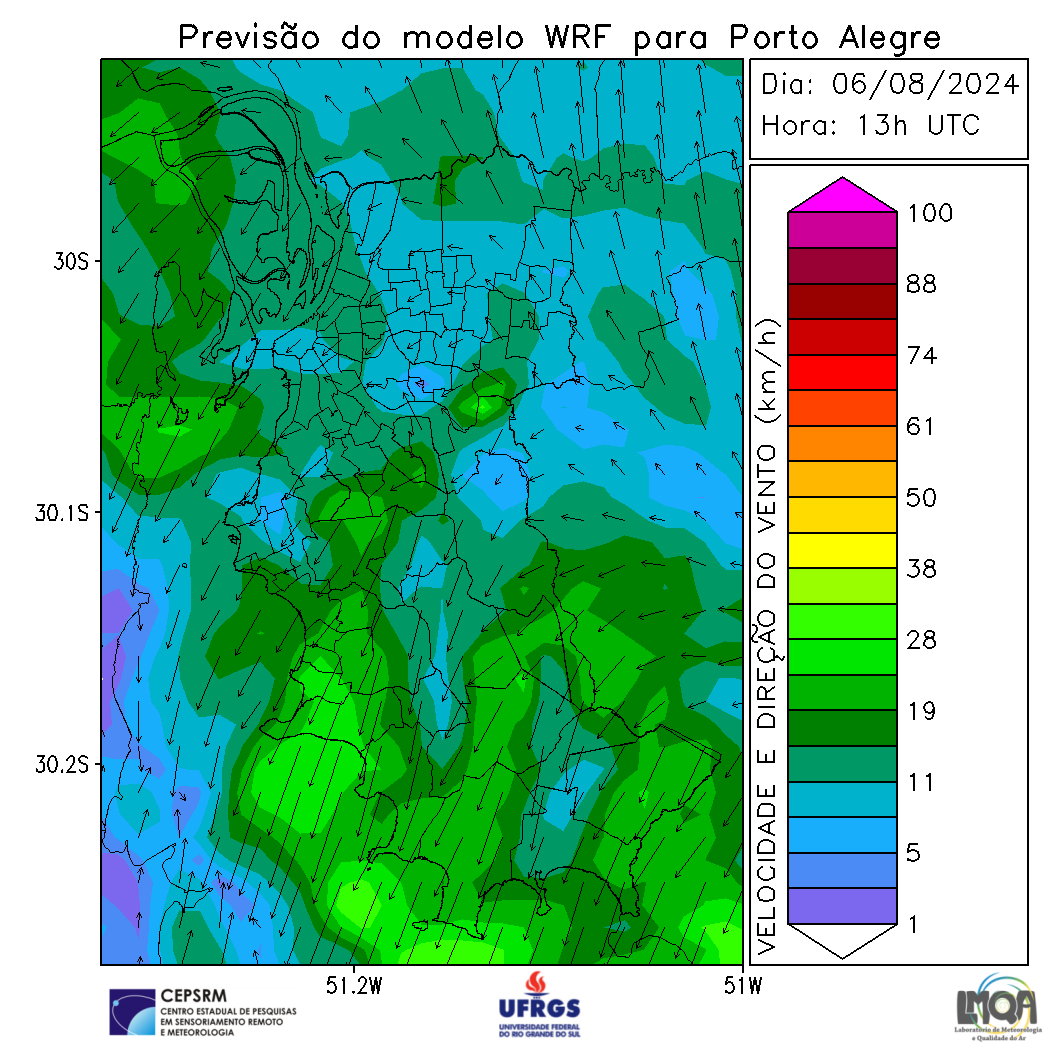 Previsão do modelo WRF para Porto Alegre
Dia: 06/08/2024
Hora: 13h UTC
30S
30.1S
30.2S
51.2W
51W
VELOCIDADE E DIREÇÃO DO VENTO (km/h)
100
88
74
61
50
38
28
19
11
5
1
CEPSRM
CENTRO ESTADUAL DE PESQUISAS
EM SENSORIAMENTO REMOTO
E METEOROLOGIA
UFRGS
UNIVERSIDADE FEDERAL
DO RIO GRANDE DO SUL
LMQA
Laboratório de Meteorologia
e Qualidade do Ar